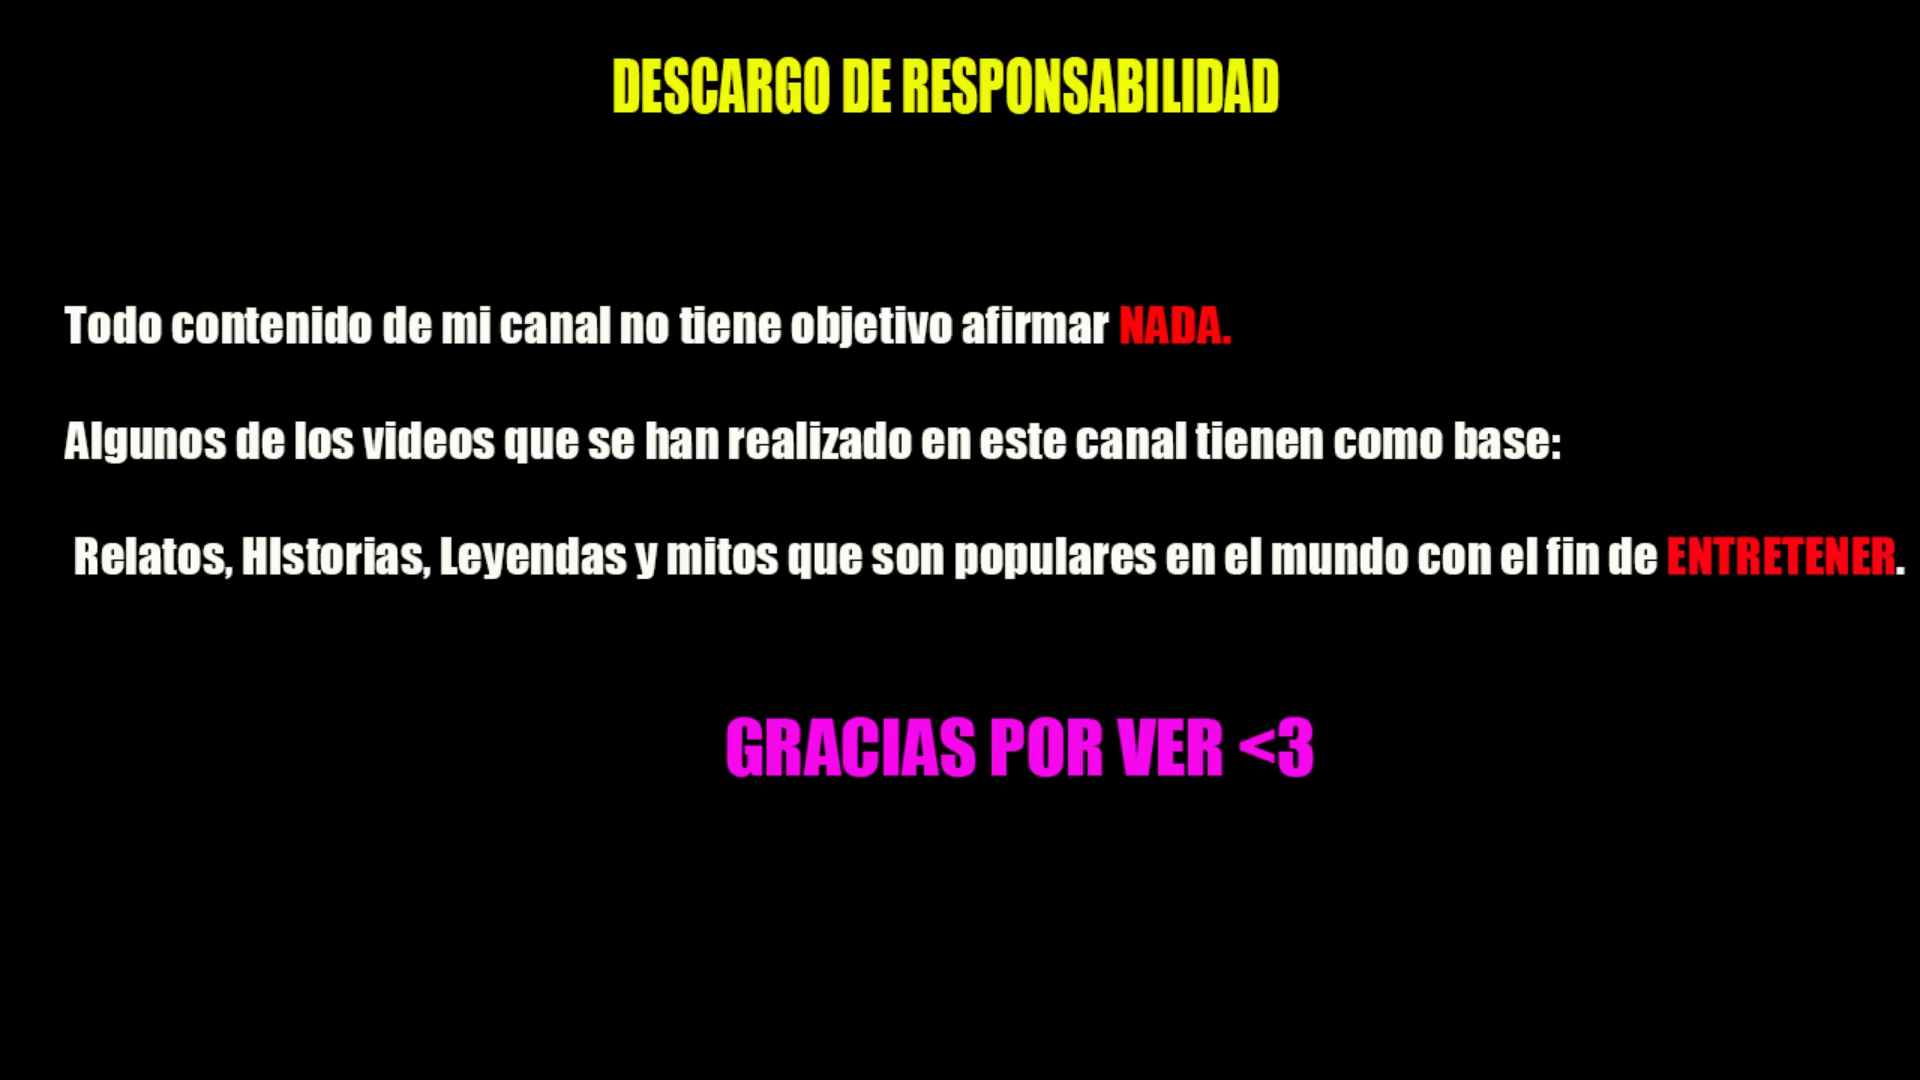 DESCARGO DE RESPONSABILIDAD
Todo contenido de mi canal no tiene objetivo afirmar NADA.
Algunos de los videos que se han realizado en este canal tienen como base:
Relatos, HIstorias, Leyendas y mitos que son populares en el mundo con el fin de ENTRETENER.
GRACIAS POR VER <3